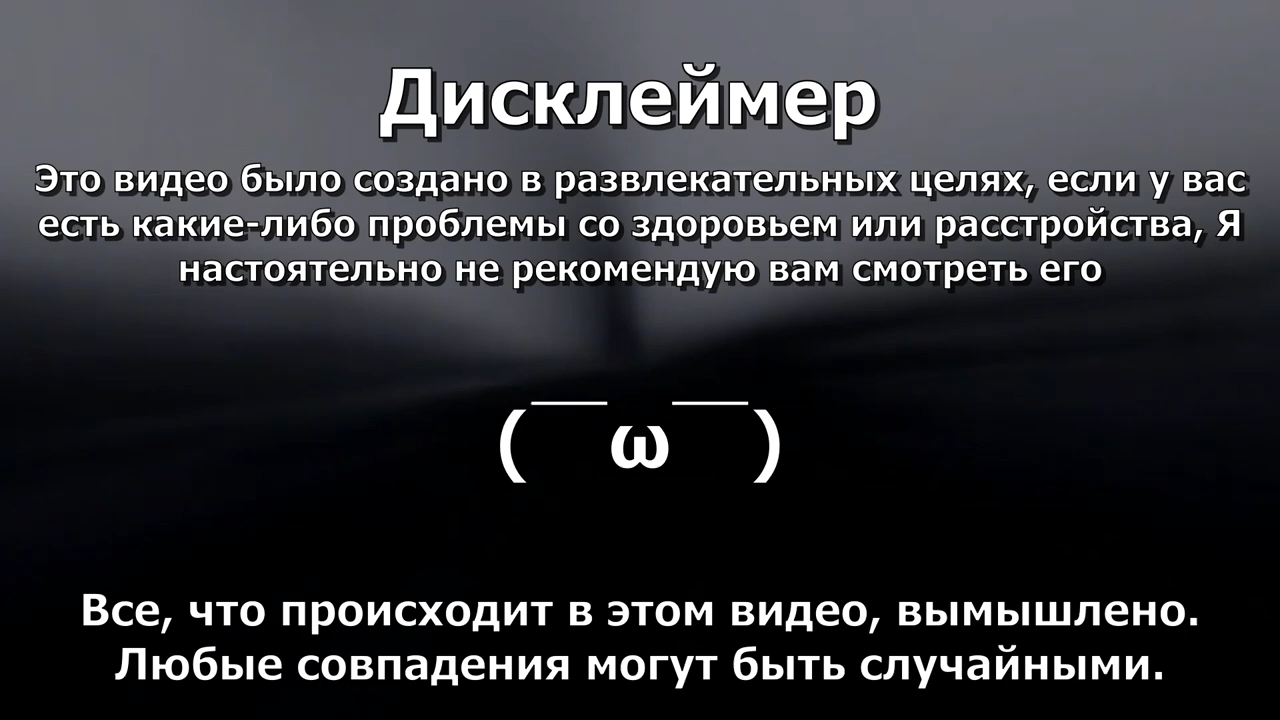 Дисклеймер
Это видео было создано в развлекательных целях, если у вас
есть какие-либо проблемы со здоровьем или расстройства, Я
настоятельно не рекомендую вам смотреть его
(￣ω￣)
Все, что происходит в этом видео, вымышлено.
Любые совпадения могут быть случайными.